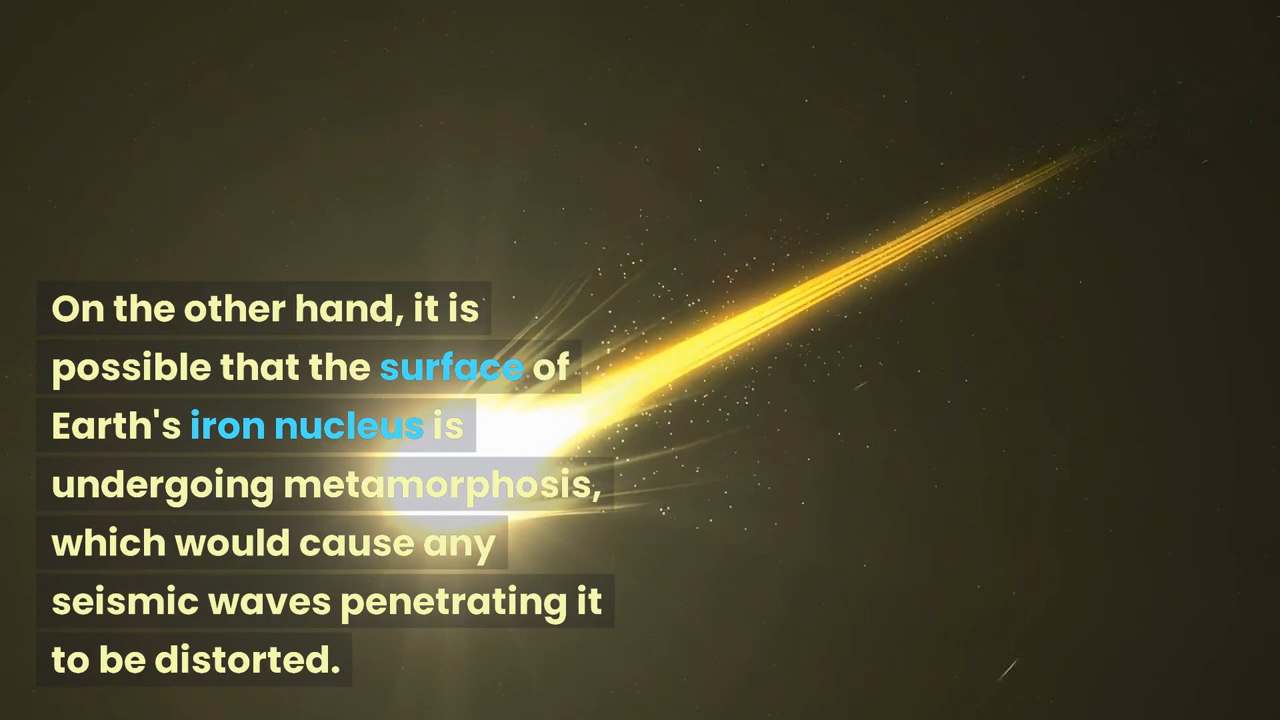 On the other hand, it is
possible that the surface of
Earth's iron nucleus is
undergoing metamorphosis,
which would cause any
seismic waves penetrating it
to be distorted.